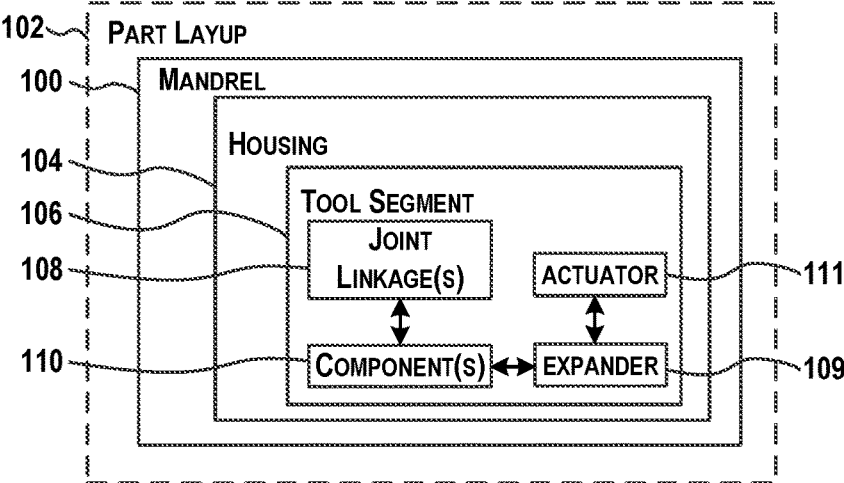 102 PART LAYUP
100 MANDREL
HOUSING
104
TOOL SEGMENT
106
JOINT
108 LINKAGE(S) ACTUATOR 111
110 COMPONENT(S) EXPANDER 109